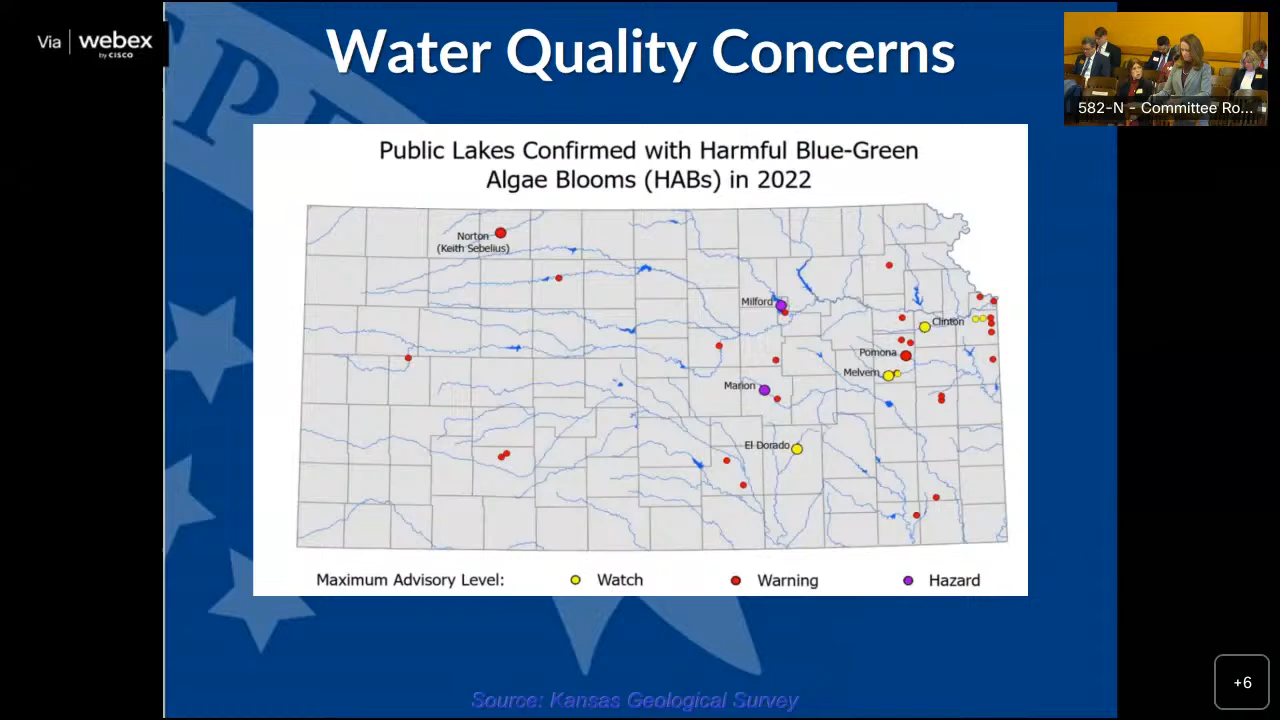 Via webex
by CISCO
Water Quality Concerns
582-N - Committee Ro...
Public Lakes Confirmed with Harmful Blue-Green
Algae Blooms (HABs) in 2022
Norton
(Keith Sebelius)
Milford
Clinton
Pomona
Melvern
Marion
El Dorado
Maximum Advisory Level: Watch Warning Hazard
Source: Kansas Geological Survey
+6